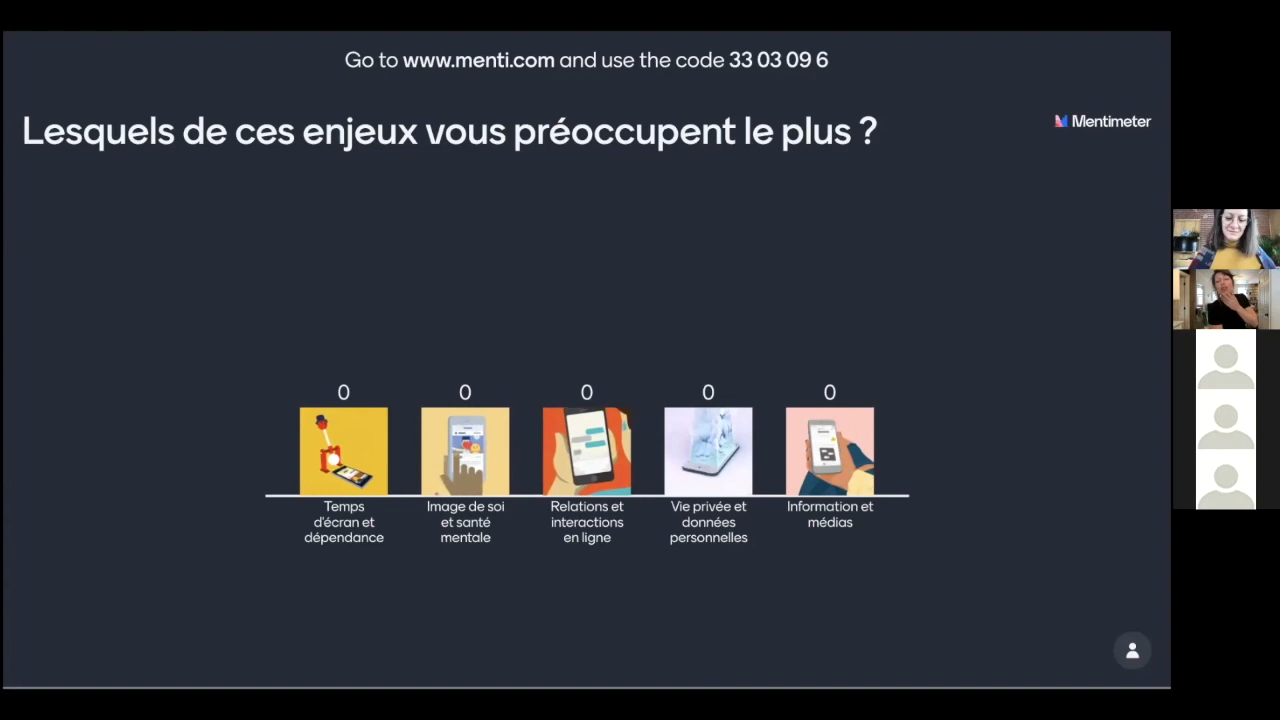 Go to www.menti.com and use the code 33 03 09 6
Lesquels de ces enjeux vous préoccupent le plus ?
Mentimeter
0
0
0
0
0
Temps
d'écran et
dépendance
Image de soi
et santé
mentale
Relations et
interactions
en ligne
Vie privée et
données
personnelles
Information et
médias